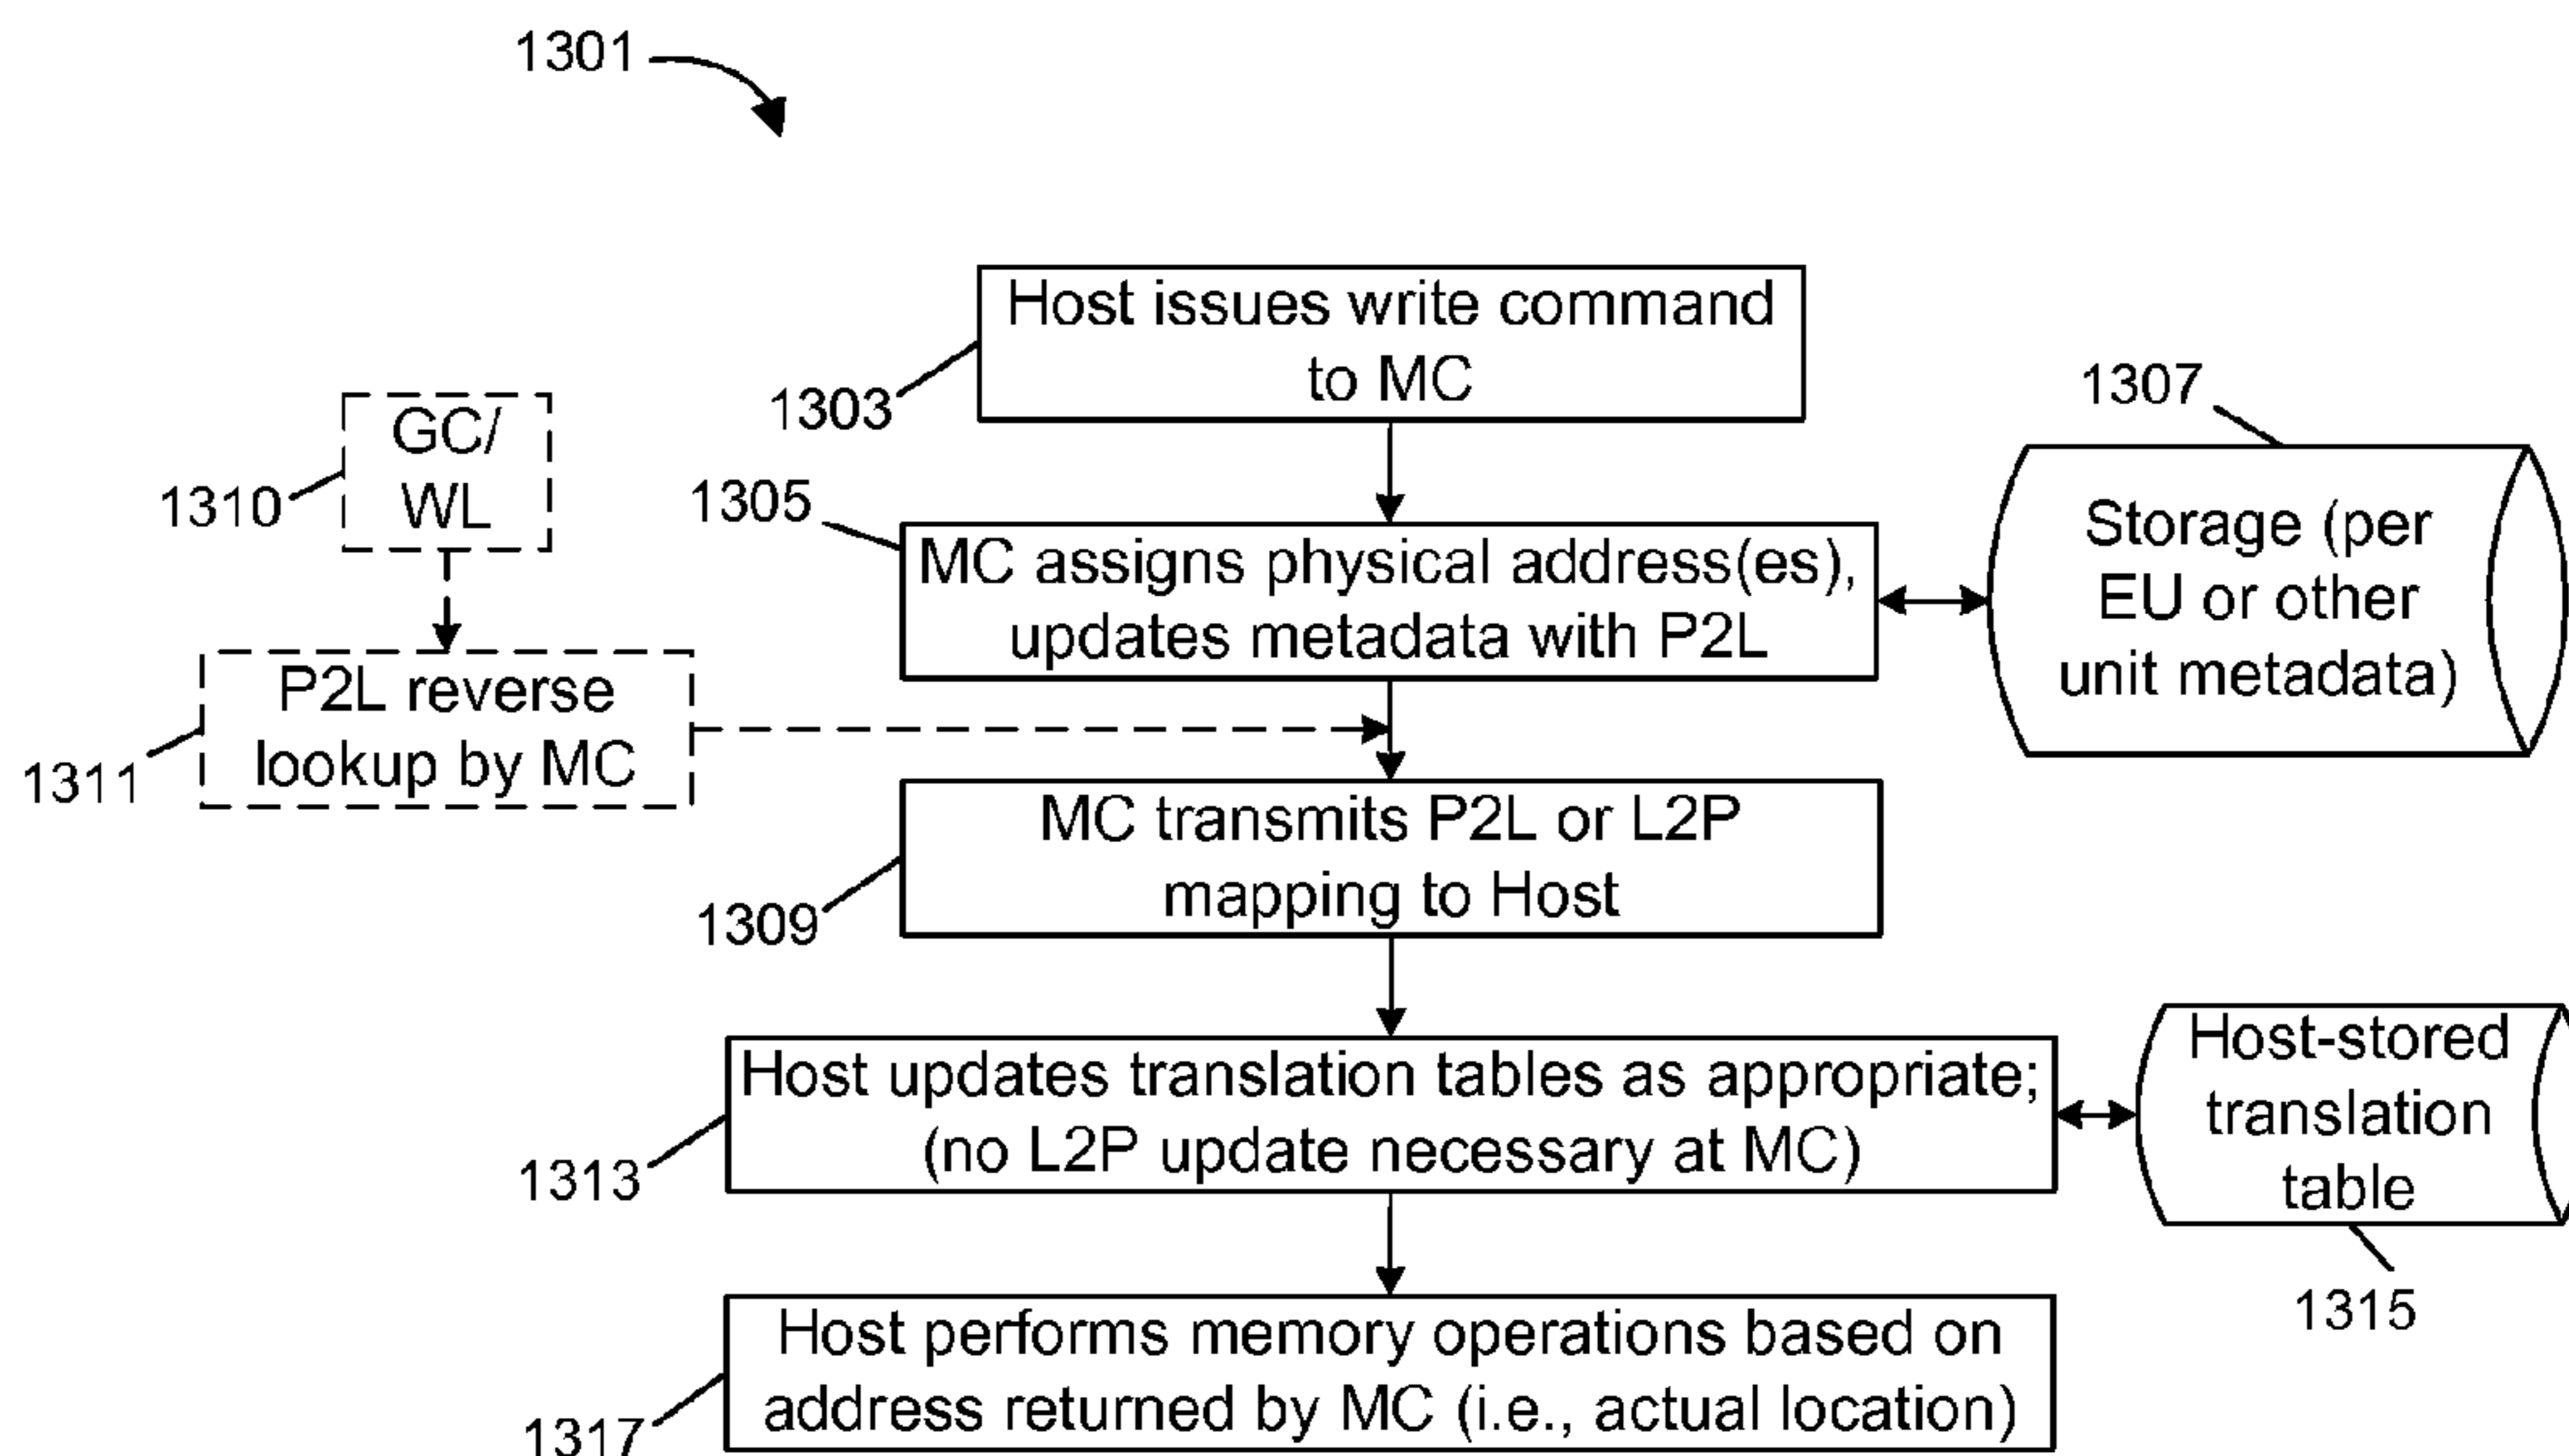 1301
Host issues write command
to MC
1303
1307
GC/
WL
1310
1305
MC assigns physical address(es),
updates metadata with P2L
Storage (per
EU or other
unit metadata)
P2L reverse
lookup by MC
1311
MC transmits P2L or L2P
mapping to Host
1309
Host updates translation tables as appropriate;
(no L2P update necessary at MC)
1313
Host-stored
translation
table
1315
Host performs memory operations based on
address returned by MC (i.e., actual location)
1317